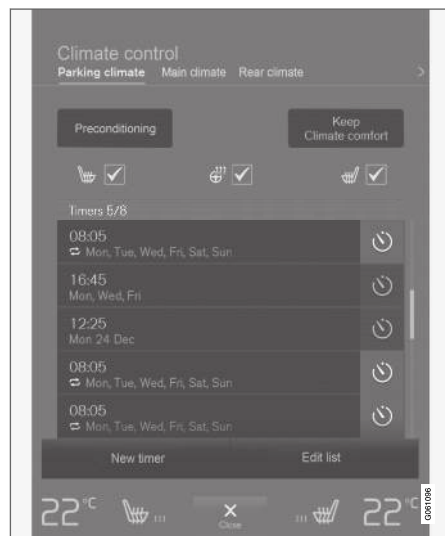 Climate control
Parking climate Main climate Rear climate
Preconditioning
Keep
Climate comfort
Timers 5/8
08:05
Mon, Tue, Wed, Fri, Sat, Sun
16:45
Mon, Wed, Fri
12:25
Mon 24 Dec
08:05
Mon, Tue, Wed, Fri, Sat, Sun
08:05
Mon, Tue, Wed, Fri, Sat, Sun
New timer Edit list
22°C 22°C
Close
G061096